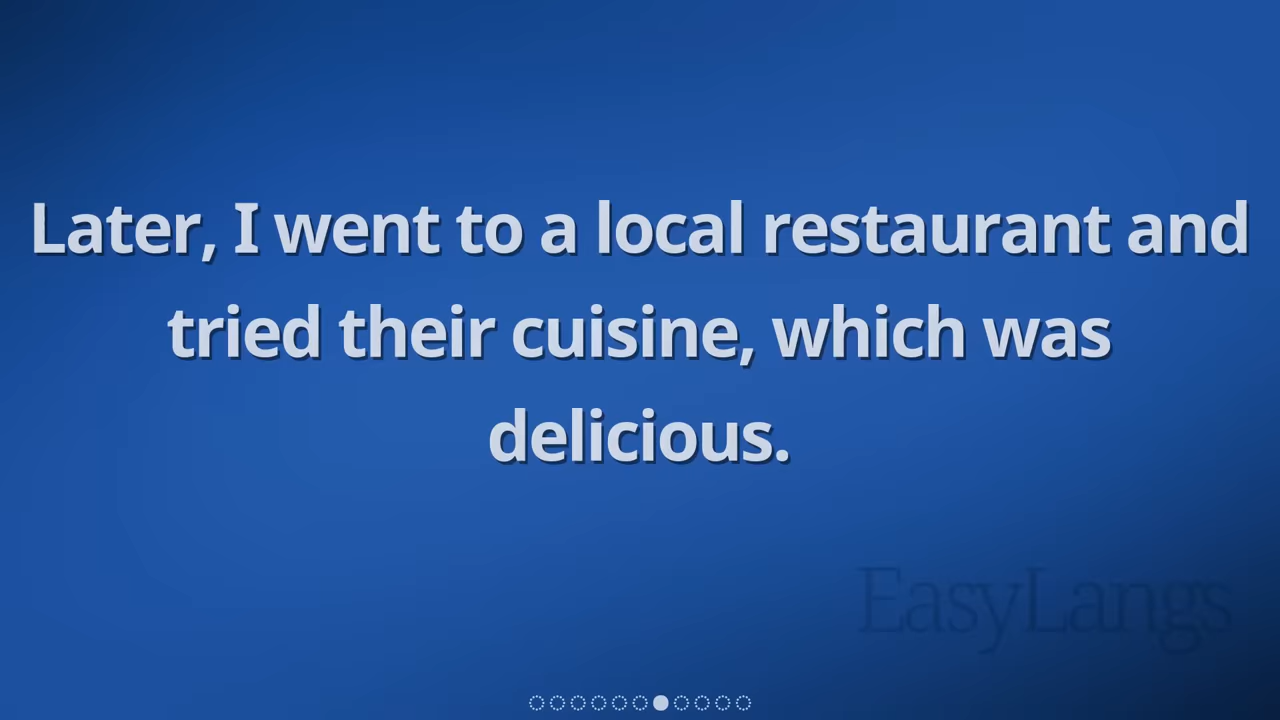 Later, I went to a local restaurant and
tried their cuisine, which was
delicious.
EasyLangs